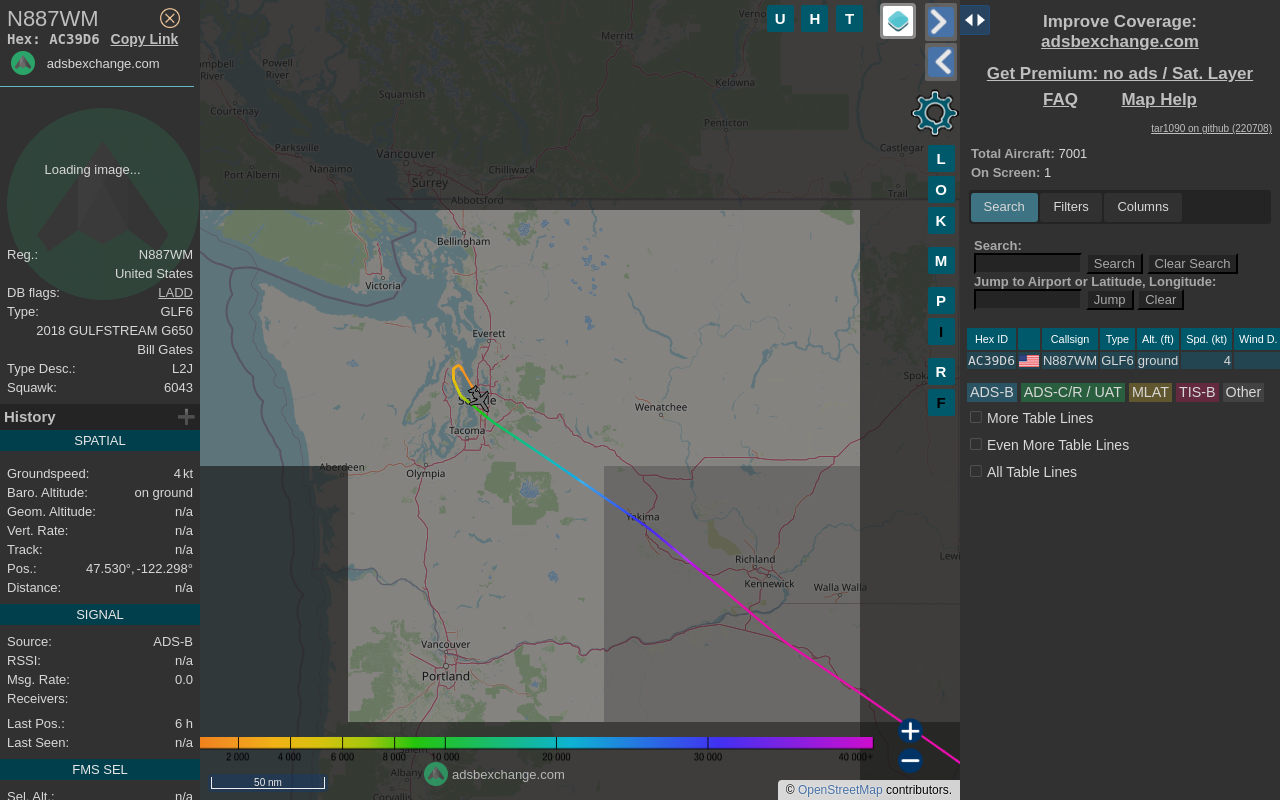 N887WM
Hex: AC39D6 Copy Link
adsbexchange.com
Loading image...
Reg.: N887WM
United States
DB flags: LADD
Type: GLF6
2018 GULFSTREAM G650
Bill Gates
Type Desc.: L2J
Squawk: 6043
History
SPATIAL
Groundspeed: 4 kt
Baro. Altitude: on ground
Geom. Altitude: n/a
Vert. Rate: n/a
Track: n/a
Pos.: 47.530°, -122.298°
Distance: n/a
SIGNAL
Source: ADS-B
RSSI: n/a
Msg. Rate: 0.0
Receivers:
Last Pos.: 6 h
Last Seen: n/a
FMS SEL
Sel. Alt.: n/a
U H T
L
O
K
M
P
I
R
F
Merritt
Powell
River
River
Squamish
Kelowna
Courtenay
Penticton
Parksville
Vancouver
Nanaimo
Castlegar
Port Alberni
Chilliwack
Surrey
Trail
Abbotsford
Bellingham
Victoria
Everett
Wenatchee
Tacoma
Aberdeen
Olympia
Yakima
Richland
Kennewick
Walla Walla
Vancouver
Portland
Albany
Corvallis
2 000 4 000 6 000 8 000 10 000 20 000 30 000 40 000+
adsbexchange.com
50 nm
© OpenStreetMap contributors.
Improve Coverage:
adsbexchange.com
Get Premium: no ads / Sat. Layer
FAQ Map Help
tar1090 on github (220708)
Total Aircraft: 7001
On Screen: 1
Search Filters Columns
Search:
Search Clear Search
Jump to Airport or Latitude, Longitude:
Jump Clear
Hex ID Callsign Type Alt. (ft) Spd. (kt) Wind D.
AC39D6 N887WM GLF6 ground 4
ADS-B ADS-C/R / UAT MLAT TIS-B Other
More Table Lines
Even More Table Lines
All Table Lines